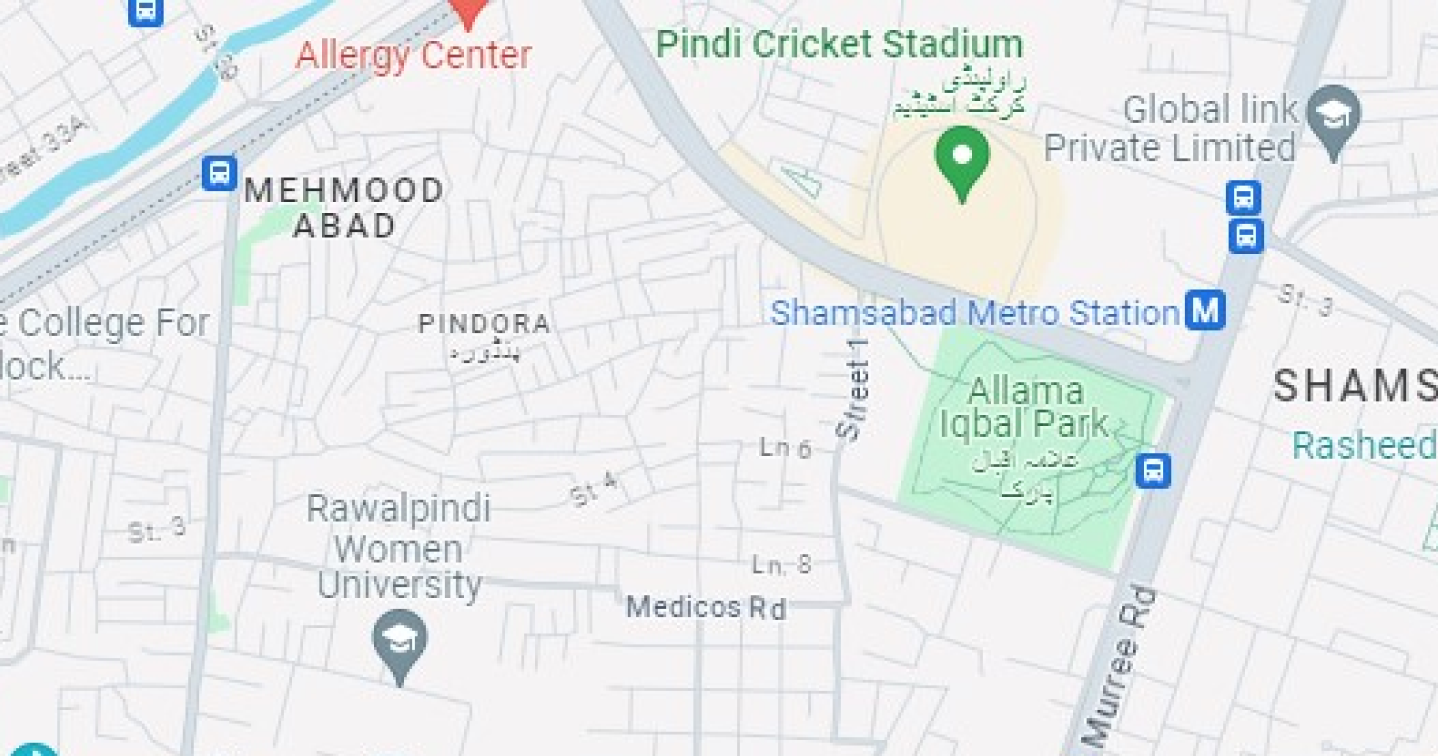 Allergy Center
Pindi Cricket Stadium
راولپنڈی
کرکٹ اسٹیڈیم
Global link
Private Limited
MEHMOOD
ABAD
Shamsabad Metro Station
M
St. 3
e College For
lock...
PINDORA
پنڈورہ
Street 1
Allama
Iqbal Park
علامہ اقبال
پارک
SHAMS
Rasheed
Ln 6
St 4
Rawalpindi
Women
University
St. 3
n
Ln. 8
Medicos Rd
Murree Rd
reet 33A